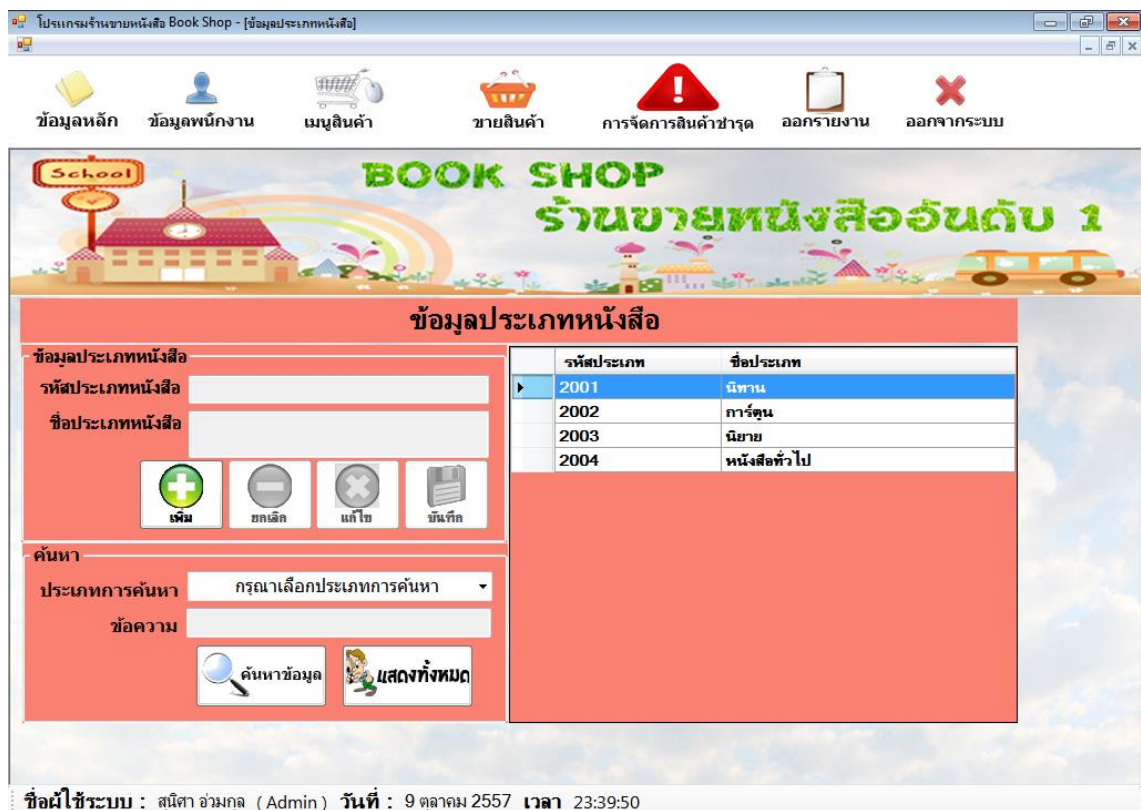 โปรแกรมร้านขายหนังสือ Book Shop - [ข้อมูลประเภทหนังสือ]
ข้อมูลหลัก ข้อมูลพนักงาน เมนูสินค้า ขายสินค้า การจัดการสินค้าชำรุด ออกรายงาน ออกจากระบบ
School
BOOK SHOP
ร้านขายหนังสืออันดับ 1
ข้อมูลประเภทหนังสือ
ข้อมูลประเภทหนังสือ
รหัสประเภทหนังสือ
ชื่อประเภทหนังสือ
เพิ่ม ยกเลิก แก้ไข บันทึก
ค้นหา
ประเภทการค้นหา กรุณาเลือกประเภทการค้นหา
ข้อความ
ค้นหาข้อมูล แสดงทั้งหมด
รหัสประเภท ชื่อประเภท
2001 นิทาน
2002 การ์ตูน
2003 นิยาย
2004 หนังสือทั่วไป
ชื่อผู้ใช้ระบบ : สุนิศา อ่วมกุล ( Admin ) วันที่ : 9 ตุลาคม 2557 เวลา 23:39:50